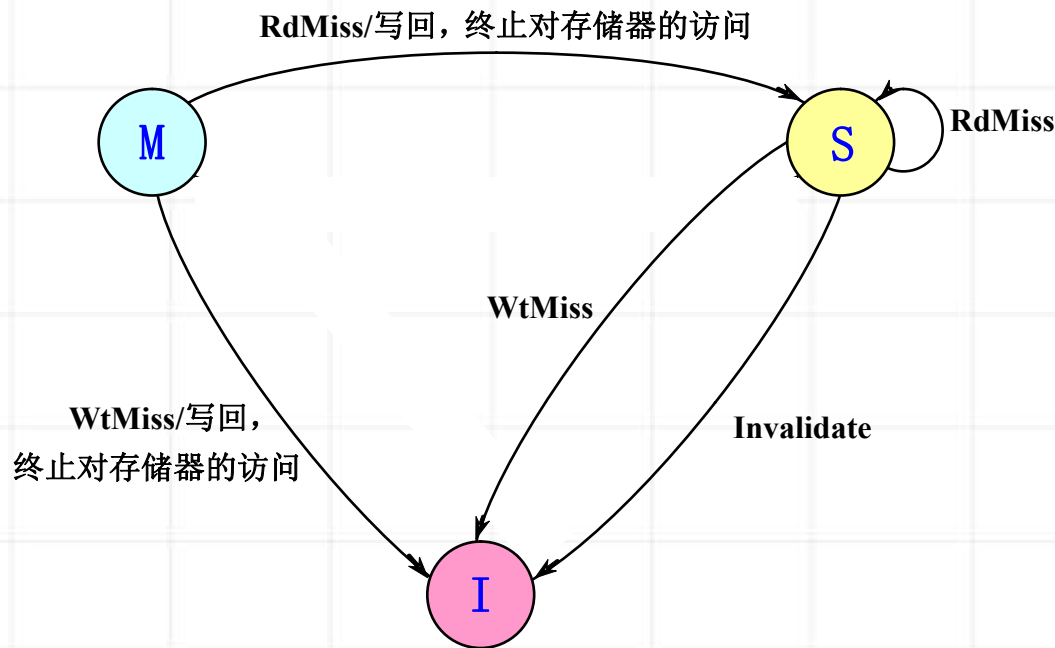 RdMiss/写回，终止对存储器的访问
M
S
RdMiss
WtMiss
WtMiss/写回，
终止对存储器的访问
Invalidate
I